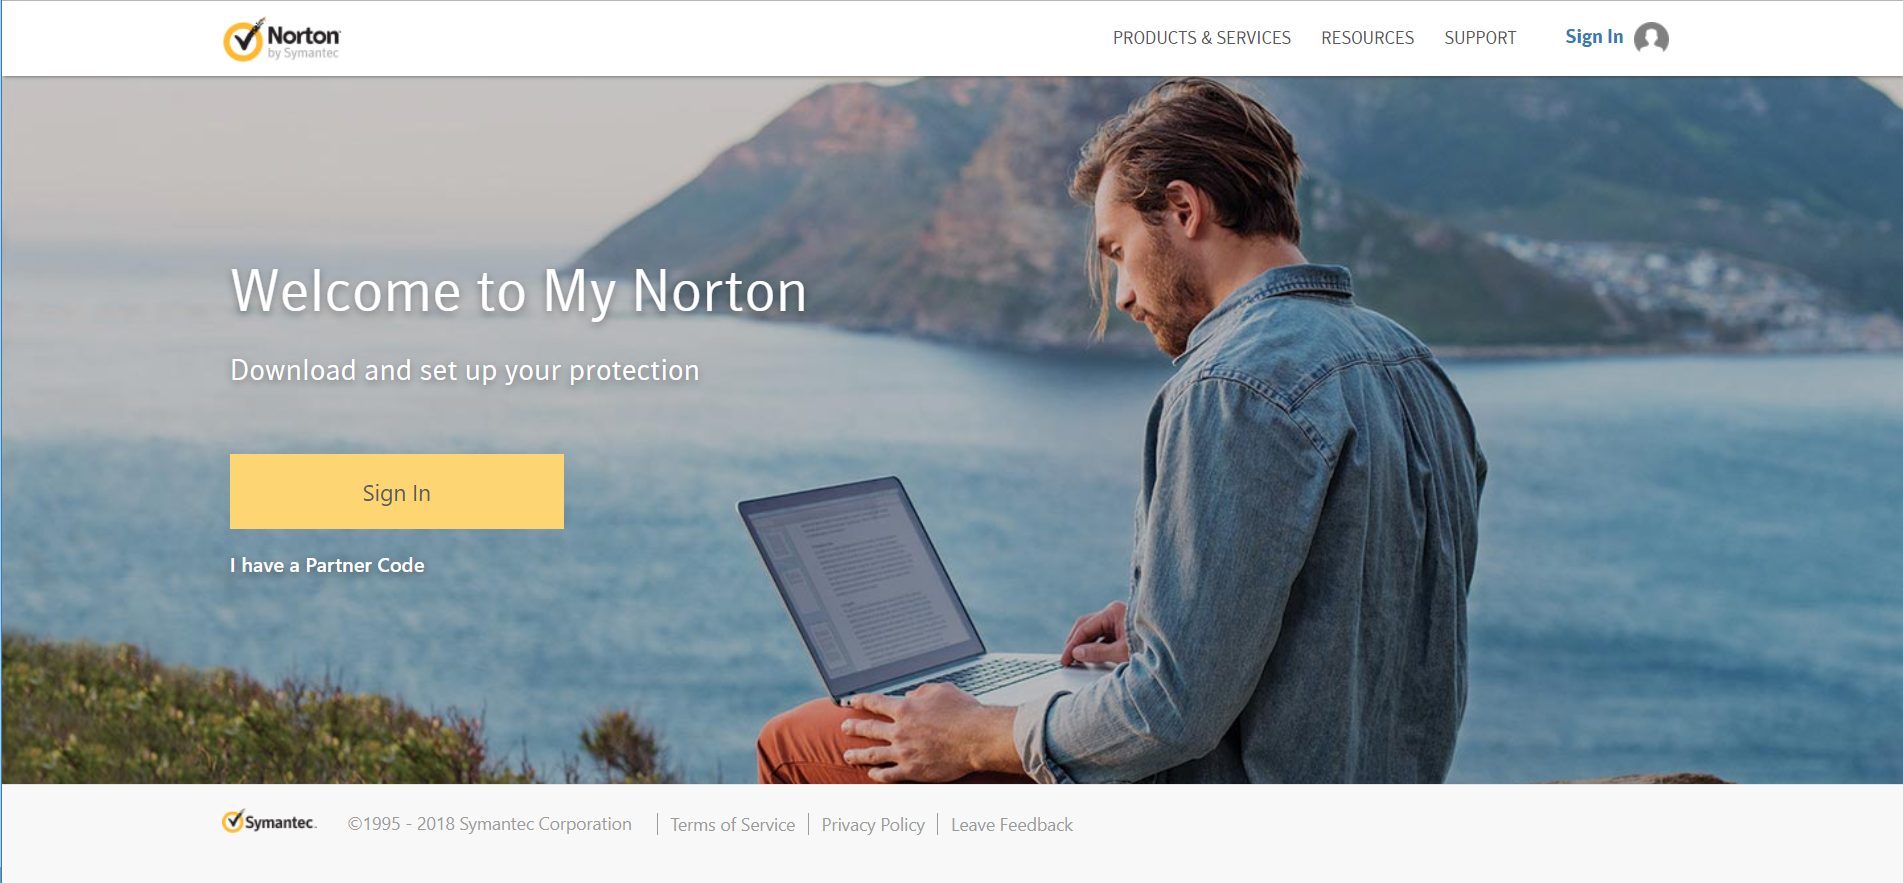 Norton
by Symantec
PRODUCTS & SERVICES
RESOURCES
SUPPORT
Sign In
Welcome to My Norton
Download and set up your protection
Sign In
I have a Partner Code
Symantec.
©1995 - 2018 Symantec Corporation
Terms of Service
Privacy Policy
Leave Feedback